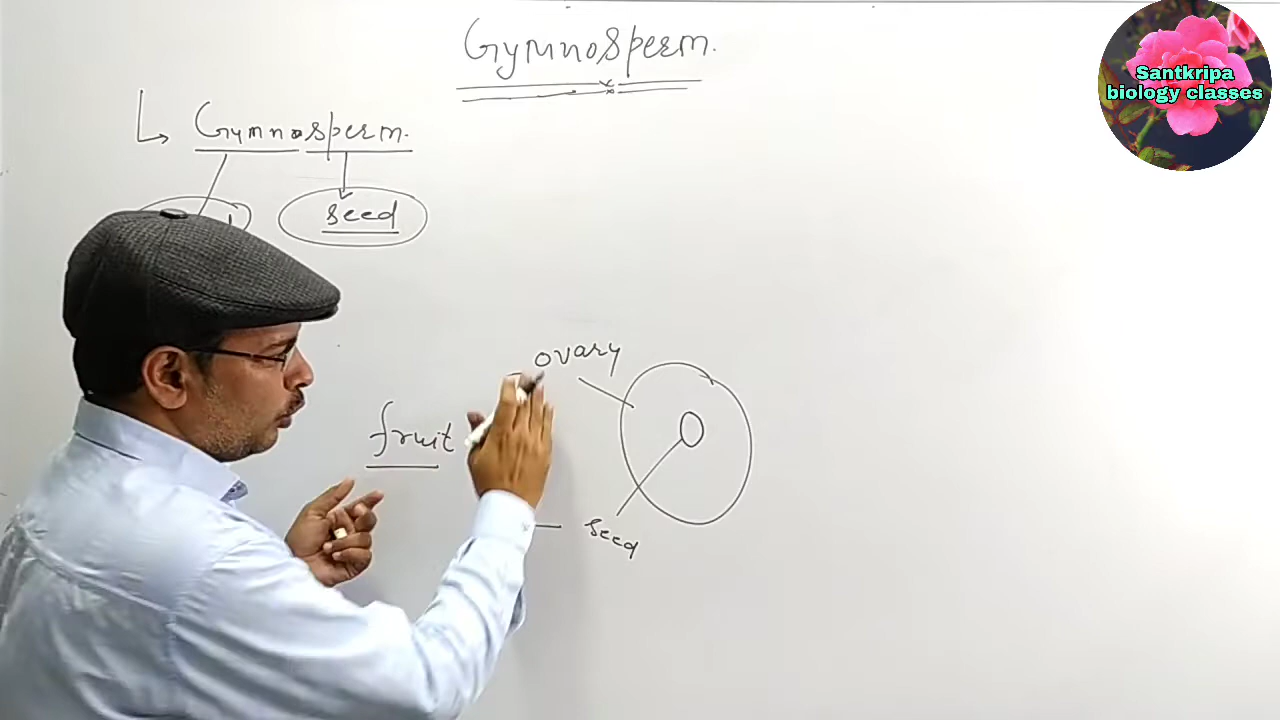 Gymnosperm.
Gymnosperm.
seed
ovary
fruit
seed
Santkripa
biology classes